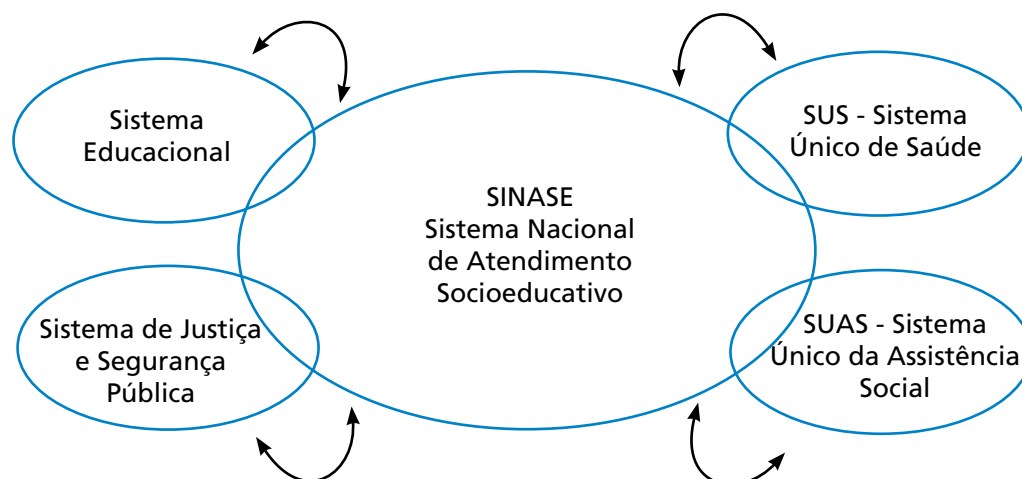 Sistema
Educacional
SUS - Sistema
Único de Saúde
SINASE
Sistema Nacional
de Atendimento
Socioeducativo
Sistema de Justiça
e Segurança
Pública
SUAS - Sistema
Único da Assistência
Social